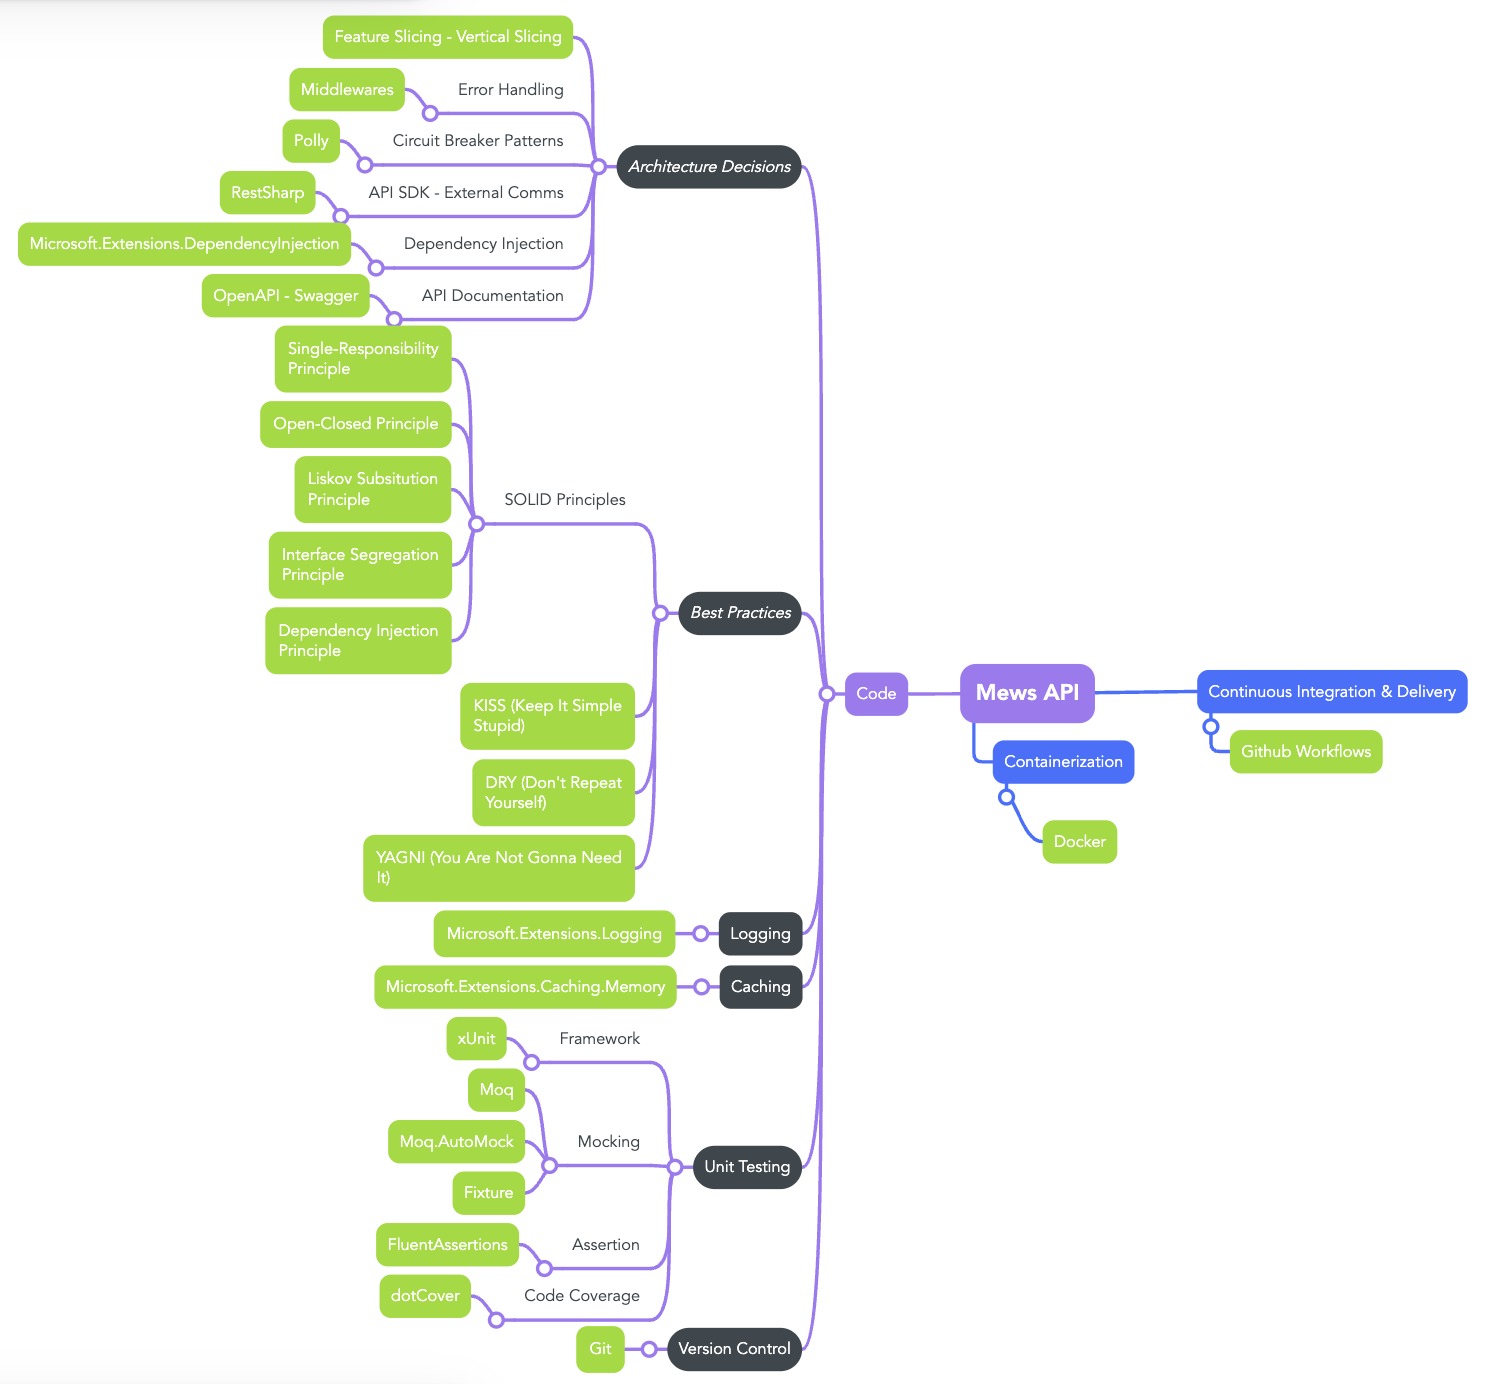 Feature Slicing - Vertical Slicing
Middlewares
Error Handling
Polly
Circuit Breaker Patterns
RestSharp
API SDK - External Comms
Microsoft.Extensions.DependencyInjection
Dependency Injection
OpenAPI - Swagger
API Documentation
Architecture Decisions
Single-Responsibility
Principle
Open-Closed Principle
Liskov Subsitution
Principle
Interface Segregation
Principle
Dependency Injection
Principle
SOLID Principles
KISS (Keep It Simple
Stupid)
DRY (Don't Repeat
Yourself)
YAGNI (You Are Not Gonna Need
It)
Best Practices
Microsoft.Extensions.Logging
Logging
Microsoft.Extensions.Caching.Memory
Caching
xUnit
Framework
Moq
Moq.AutoMock
Fixture
Mocking
FluentAssertions
Assertion
dotCover
Code Coverage
Unit Testing
Git
Version Control
Code
Mews API
Containerization
Docker
Continuous Integration & Delivery
Github Workflows